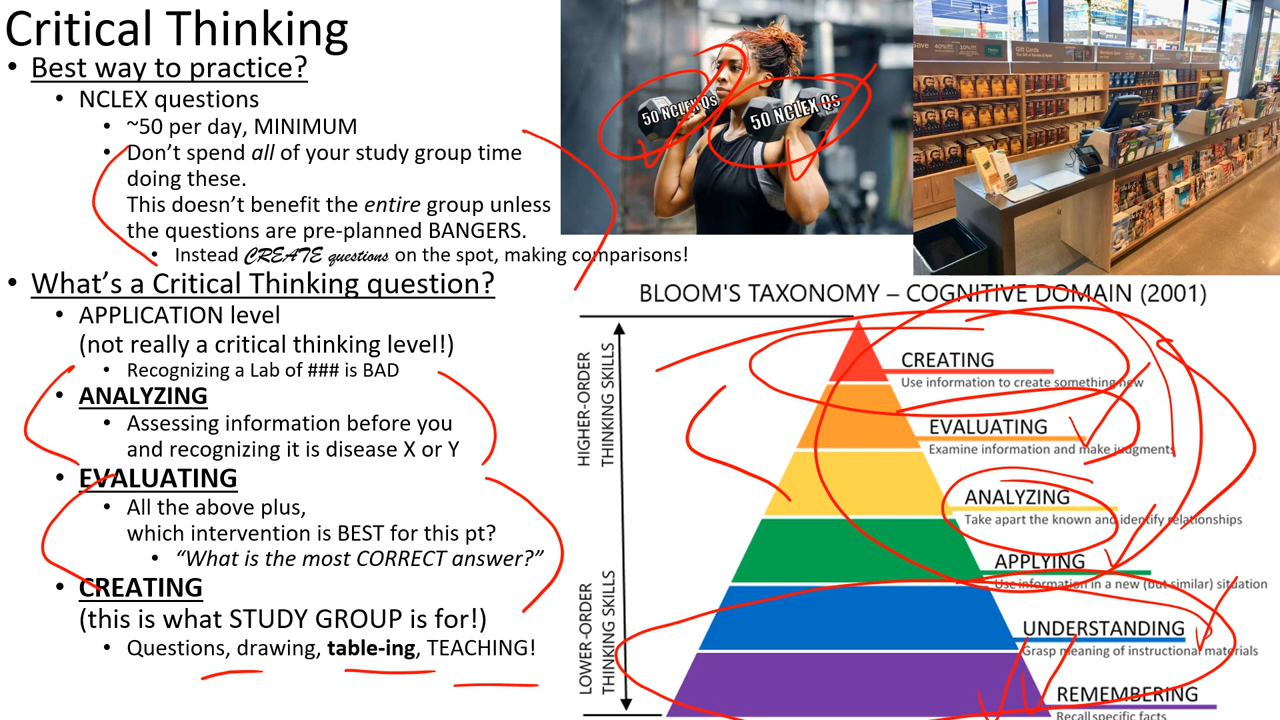 Critical Thinking
• Best way to practice?
• NCLEX questions
• ~50 per day, MINIMUM
• Don't spend all of your study group time
doing these.
This doesn't benefit the entire group unless
the questions are pre-planned BANGERS.
• Instead CREATE questions on the spot, making comparisons!
• What's a Critical Thinking question?
• APPLICATION level
(not really a critical thinking level!)
• Recognizing a Lab of ### is BAD
• ANALYZING
• Assessing information before you
and recognizing it is disease X or Y
• EVALUATING
• All the above plus,
which intervention is BEST for this pt?
• "What is the most CORRECT answer?"
• CREATING
(this is what STUDY GROUP is for!)
• Questions, drawing, table-ing, TEACHING!
50 NCLEX Qs
50 NCLEX Qs
Gift Cards
BLOOM'S TAXONOMY – COGNITIVE DOMAIN (2001)
HIGHER-ORDER
THINKING SKILLS
LOWER-ORDER
THINKING SKILLS
CREATING
Use information to create something new
EVALUATING
Examine information and make judgments
ANALYZING
Take apart the known and identify relationships
APPLYING
Use information in a new (but similar) situation
UNDERSTANDING
Grasp meaning of instructional materials
REMEMBERING
Recall specific facts